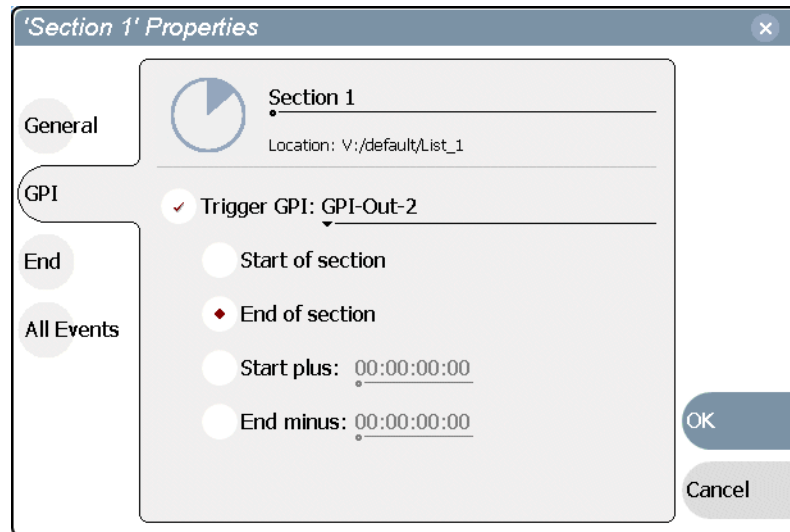 'Section 1' Properties
General
GPI
End
All Events
Section 1
Location: V:/default/List_1
Trigger GPI: GPI-Out-2
Start of section
End of section
Start plus: 00:00:00:00
End minus: 00:00:00:00
OK
Cancel